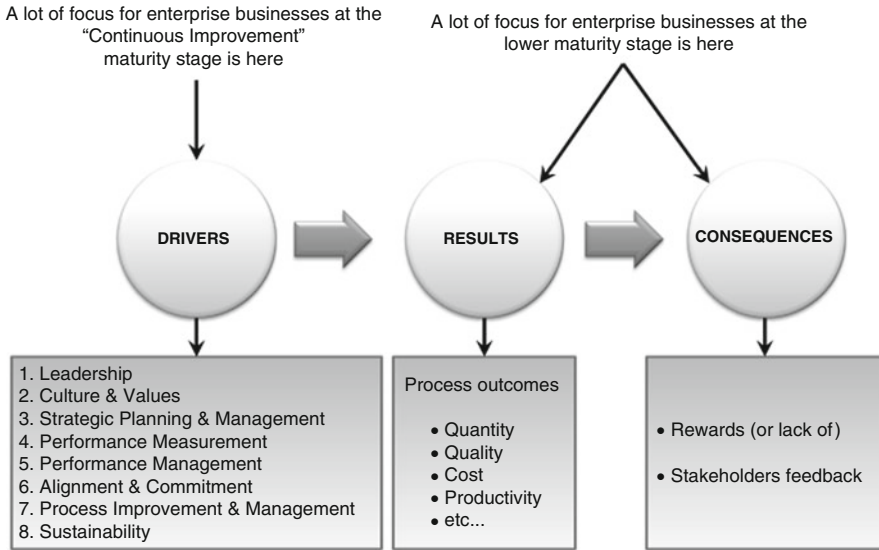 A lot of focus for enterprise businesses at the
“Continuous Improvement”
maturity stage is here
A lot of focus for enterprise businesses at the
lower maturity stage is here
DRIVERS
RESULTS
CONSEQUENCES
1. Leadership
2. Culture & Values
3. Strategic Planning & Management
4. Performance Measurement
5. Performance Management
6. Alignment & Commitment
7. Process Improvement & Management
8. Sustainability
Process outcomes
• Quantity
• Quality
• Cost
• Productivity
• etc...
• Rewards (or lack of)
• Stakeholders feedback